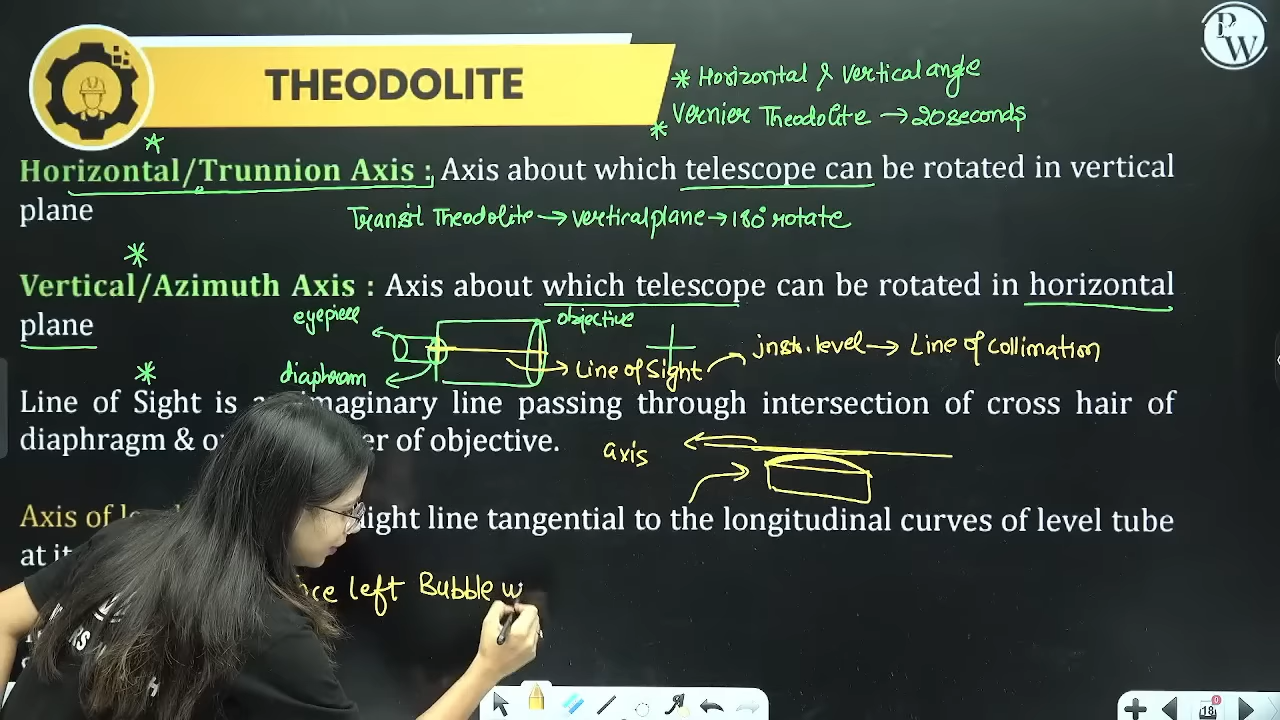 PW
THEODOLITE
* Horizontal & Vertical angle
* Vernier Theodolite → 20 seconds
Horizontal/Trunnion Axis : Axis about which telescope can be rotated in vertical
plane
Transit Theodolite → vertical plane → 180° rotate
Vertical/Azimuth Axis : Axis about which telescope can be rotated in horizontal
plane
eyepiece
objective
diaphram
Line of Sight
inst. level → Line of Collimation
Line of Sight is imaginary line passing through intersection of cross hair of
diaphragm & of objective.
axis
Axis of line tangential to the longitudinal curves of level tube
at
left Bubble w
18